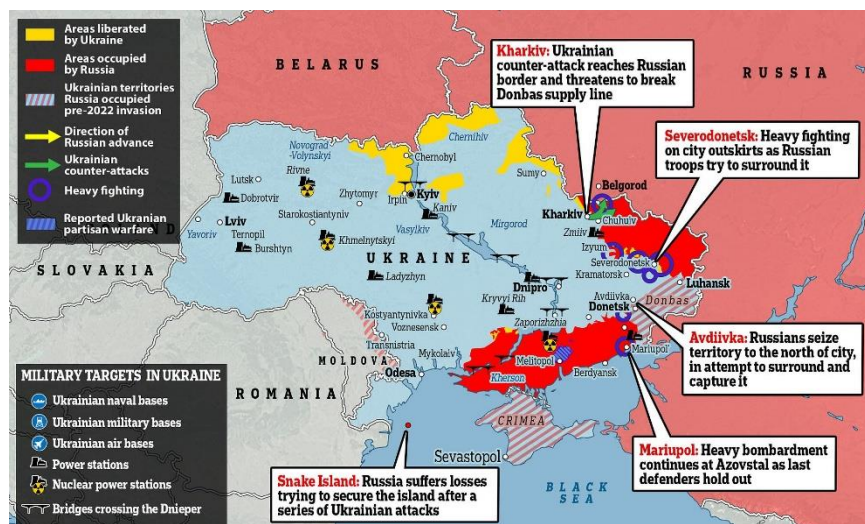 Areas liberated
by Ukraine
Areas occupied
by Russia
Ukrainian territories
Russia occupied
pre-2022 invasion
Direction of
Russian advance
Ukrainian
counter-attacks
Heavy fighting
Reported Ukranian
partisan warfare
BELARUS
RUSSIA
Kharkiv: Ukrainian
counter-attack reaches Russian
border and threatens to break
Donbas supply line
Severodonetsk: Heavy fighting
on city outskirts as Russian
troops try to surround it
Novograd
-Volynskyi
Chernihiv
Chernobyl
Lutsk
Rivne
Sumy
Belgorod
Dobrotvir
Zhytomyr
Irpin
Kyiv
Kaniv
Kharkiv
Chuhuiv
Lviv
Starokostiantyniv
Vasylkiv
Mirgorod
Zmiiv
Yavoriv
Ternopil
Burshtyn
Khmelnytskyi
Izyum
Severodonetsk
SLOVAKIA
UKRAINE
Ladyzhyn
Dnipro
Kramatorsk
Luhansk
Kostyantynivka
Kryvyi Rih
Avdiivka
Donbas
Donetsk
Voznesensk
Zaporizhzhia
Transnistria
MOLDOVA
Mykolaiv
Melitopol
Mariupol
Avdiivka: Russians seize
territory to the north of city,
in attempt to surround and
capture it
Odesa
Kherson
Berdyansk
ROMANIA
CRIMEA
Sevastopol
BLACK
SEA
Mariupol: Heavy bombardment
continues at Azovstal as last
defenders hold out
Snake Island: Russia suffers losses
trying to secure the island after a
series of Ukrainian attacks
MILITARY TARGETS IN UKRAINE
Ukrainian naval bases
Ukrainian military bases
Ukrainian air bases
Power stations
Nuclear power stations
Bridges crossing the Dnieper